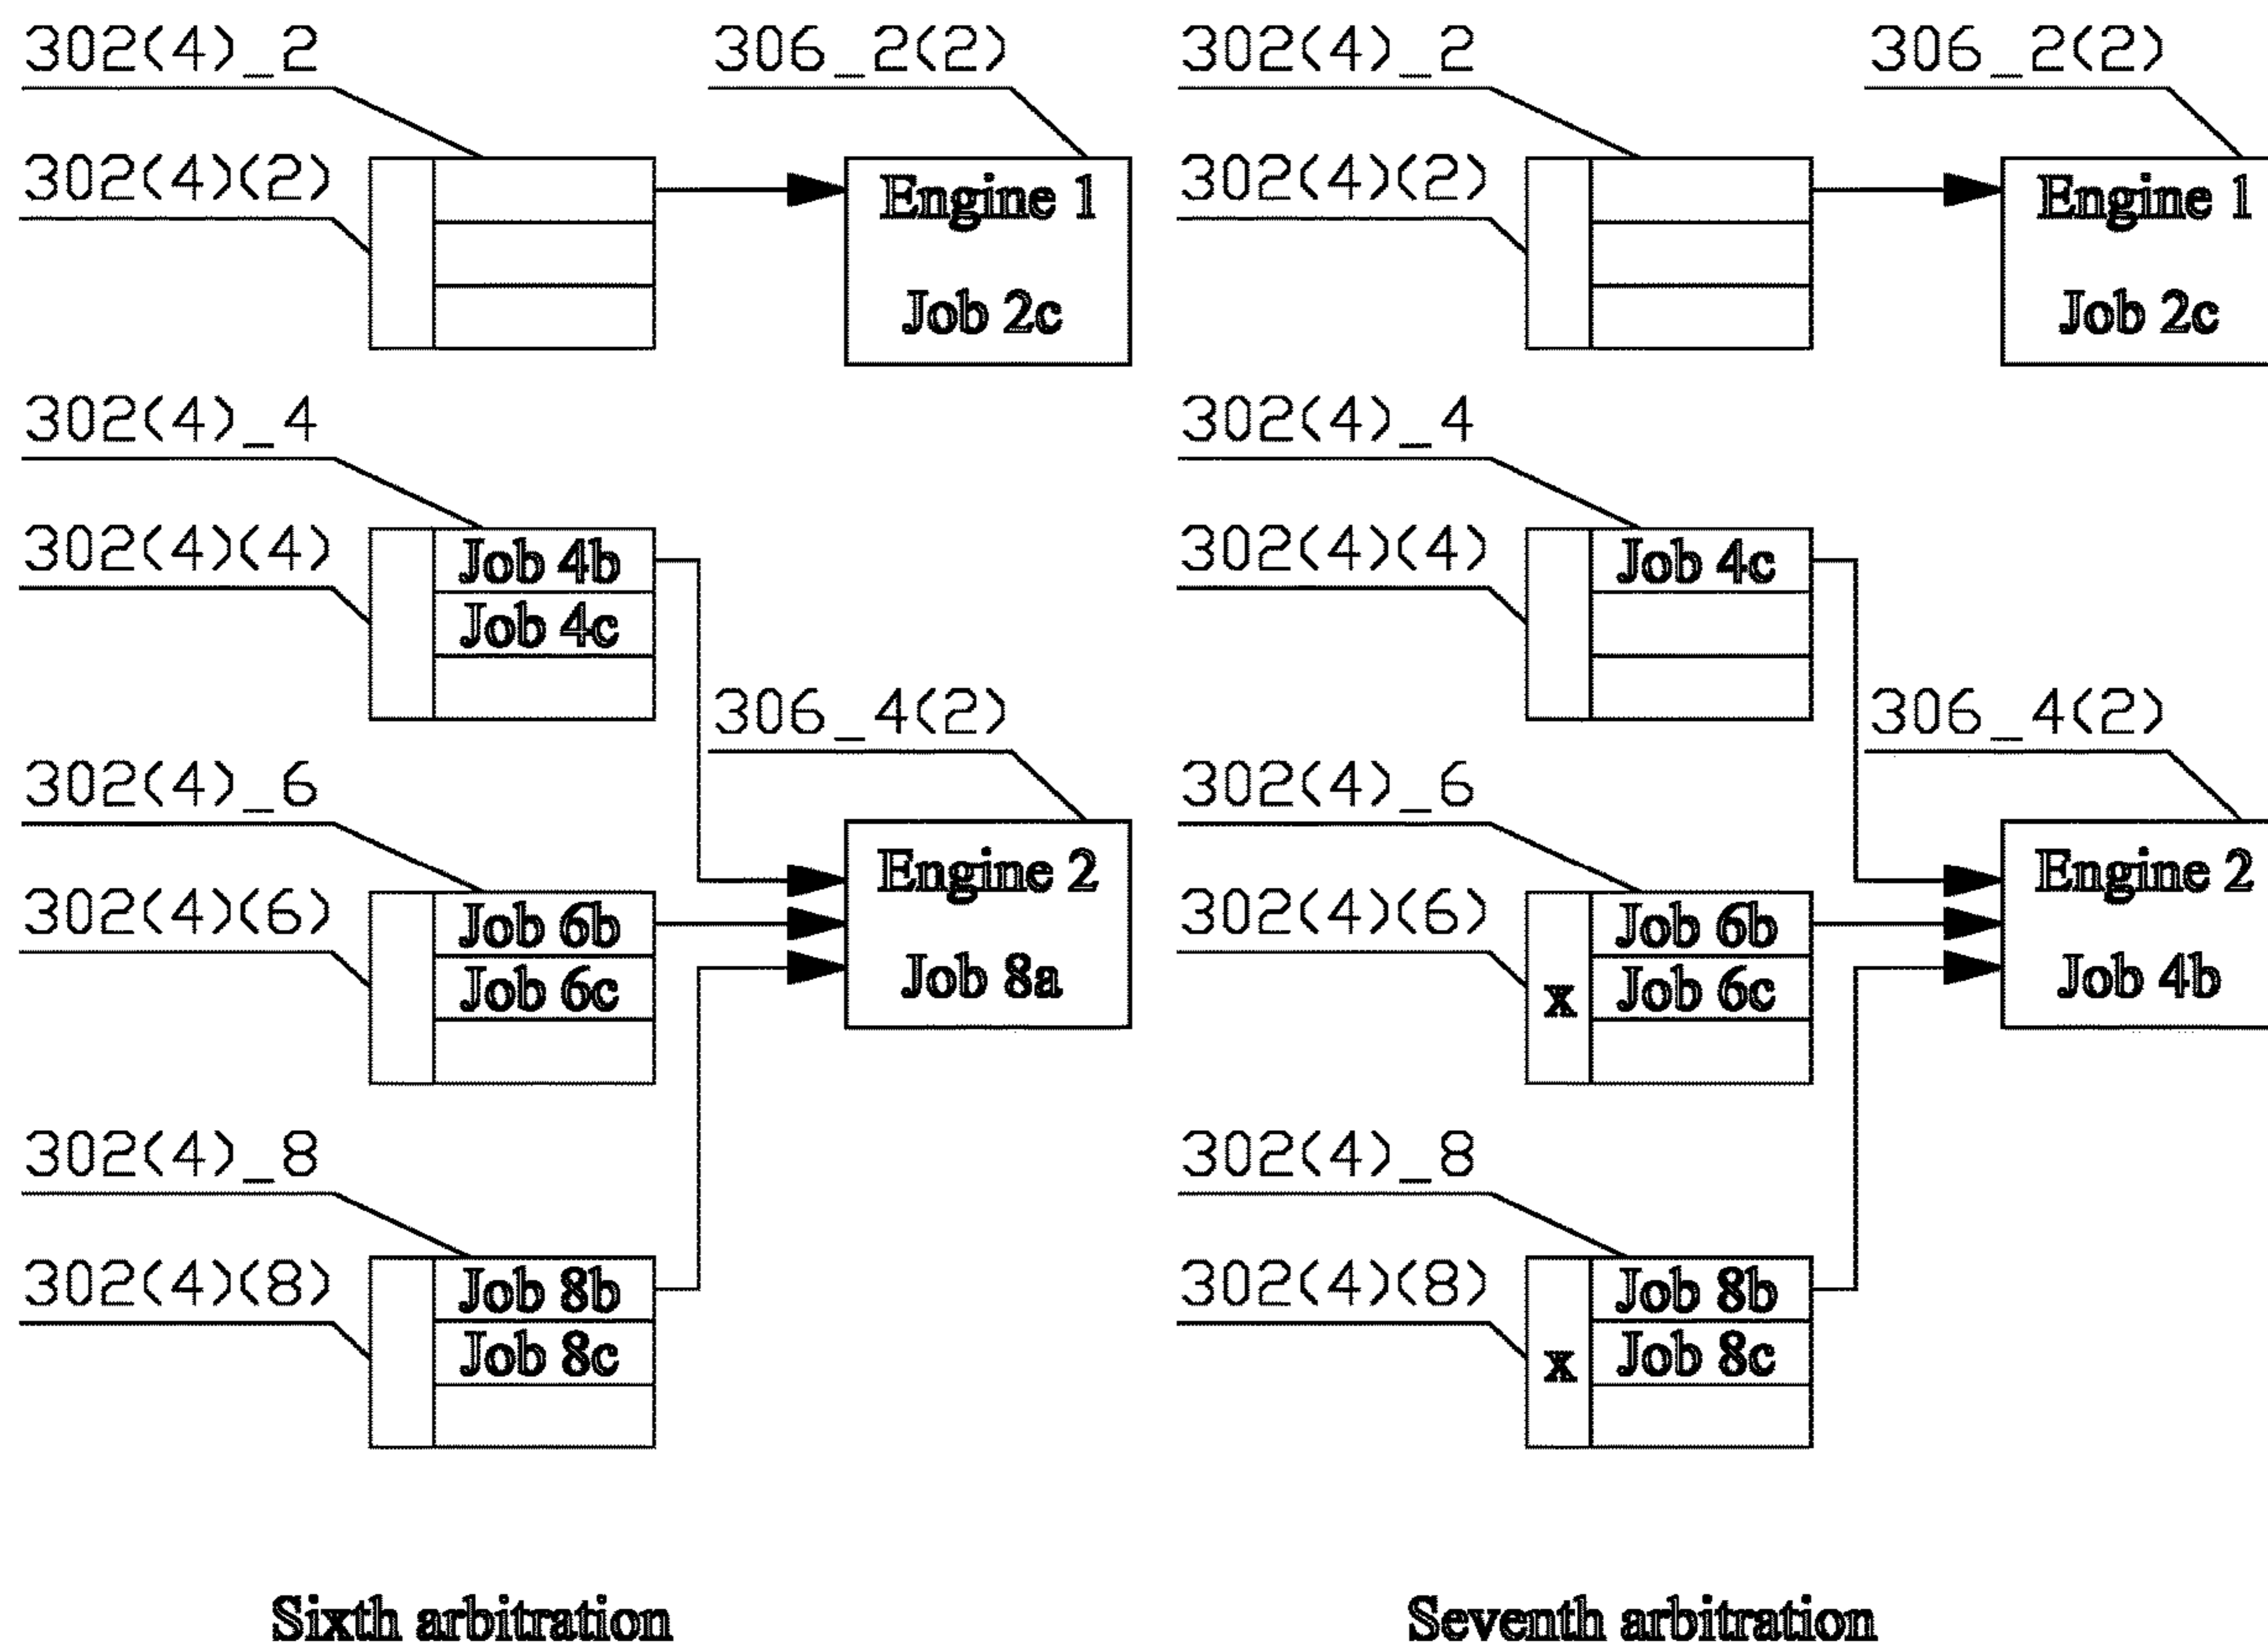 302(4)_2
306_2(2)
302(4)(2)
Engine 1
Job 2c
302(4)_4
302(4)(4)
Job 4b
Job 4c
306_4(2)
302(4)_6
302(4)(6)
Job 6b
Job 6c
Engine 2
Job 8a
302(4)_8
302(4)(8)
Job 8b
Job 8c
Sixth arbitration
302(4)_2
306_2(2)
302(4)(2)
Engine 1
Job 2c
302(4)_4
302(4)(4)
Job 4c
306_4(2)
302(4)_6
302(4)(6)
x
Job 6b
Job 6c
Engine 2
Job 4b
302(4)_8
302(4)(8)
x
Job 8b
Job 8c
Seventh arbitration